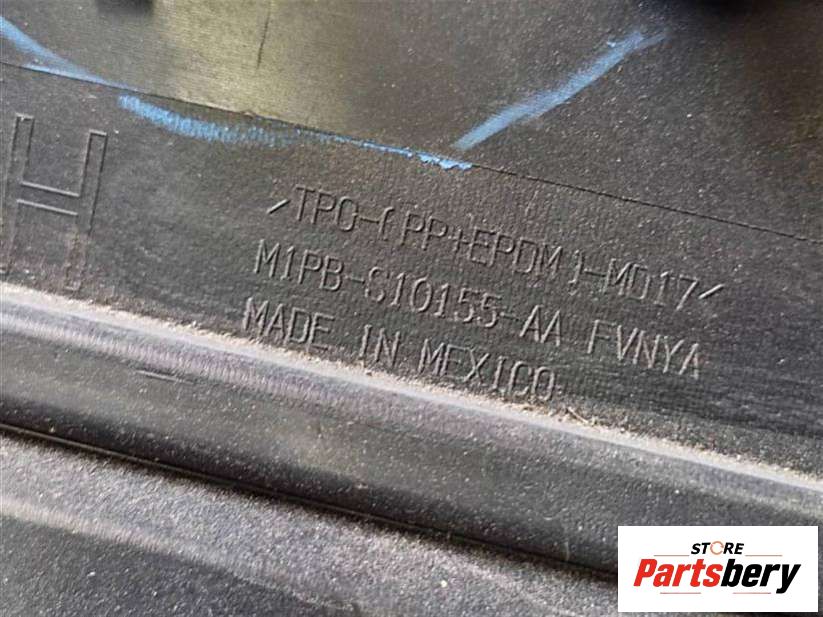 H
>TPO-(PP+EPDM)-MD17<
M1PB-S10155-AA FVNYA
MADE IN MEXICO
STORE
Partsbery